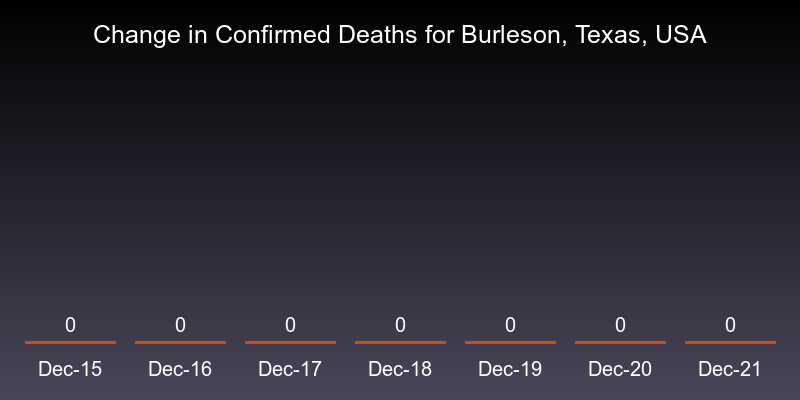 Change in Confirmed Deaths for Burleson, Texas, USA
0 0 0 0 0 0 0
Dec-15 Dec-16 Dec-17 Dec-18 Dec-19 Dec-20 Dec-21